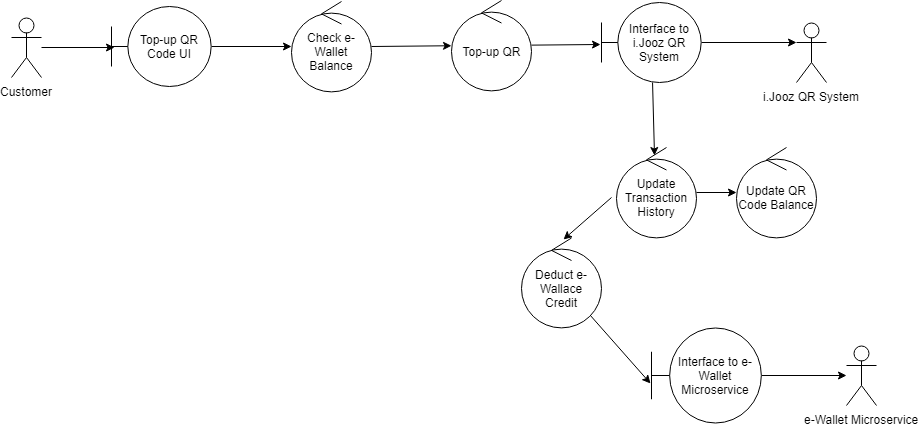 Customer
Top-up QR
Code UI
Check e-
Wallet
Balance
Top-up QR
Interface to
i.Jooz QR
System
i.Jooz QR System
Update
Transaction
History
Update QR
Code Balance
Deduct e-
Wallace
Credit
Interface to e-
Wallet
Microservice
e-Wallet Microservice